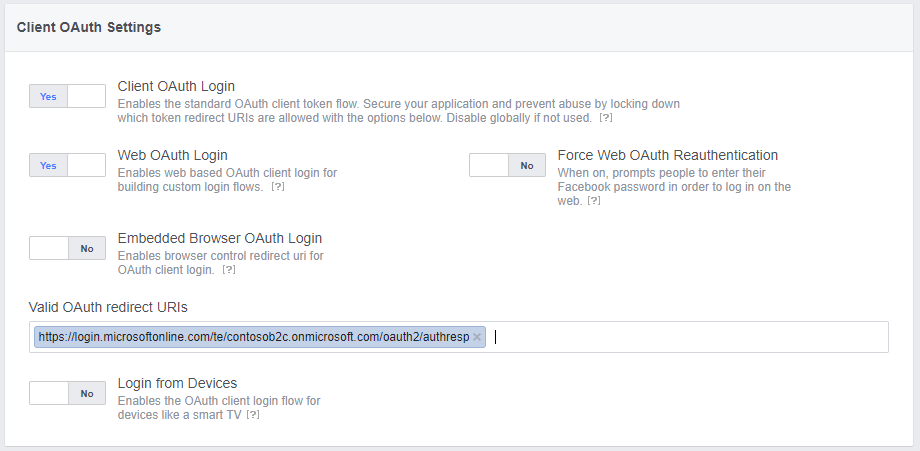 Client OAuth Settings
Yes
Client OAuth Login
Enables the standard OAuth client token flow. Secure your application and prevent abuse by locking down
which token redirect URIs are allowed with the options below. Disable globally if not used. [?]
Yes
Web OAuth Login
Enables web based OAuth client login for
building custom login flows. [?]
No
Force Web OAuth Reauthentication
When on, prompts people to enter their
Facebook password in order to log in on the
web. [?]
No
Embedded Browser OAuth Login
Enables browser control redirect uri for
OAuth client login. [?]
Valid OAuth redirect URIs
https://login.microsoftonline.com/te/contosob2c.onmicrosoft.com/oauth2/authresp ×
No
Login from Devices
Enables the OAuth client login flow for
devices like a smart TV [?]